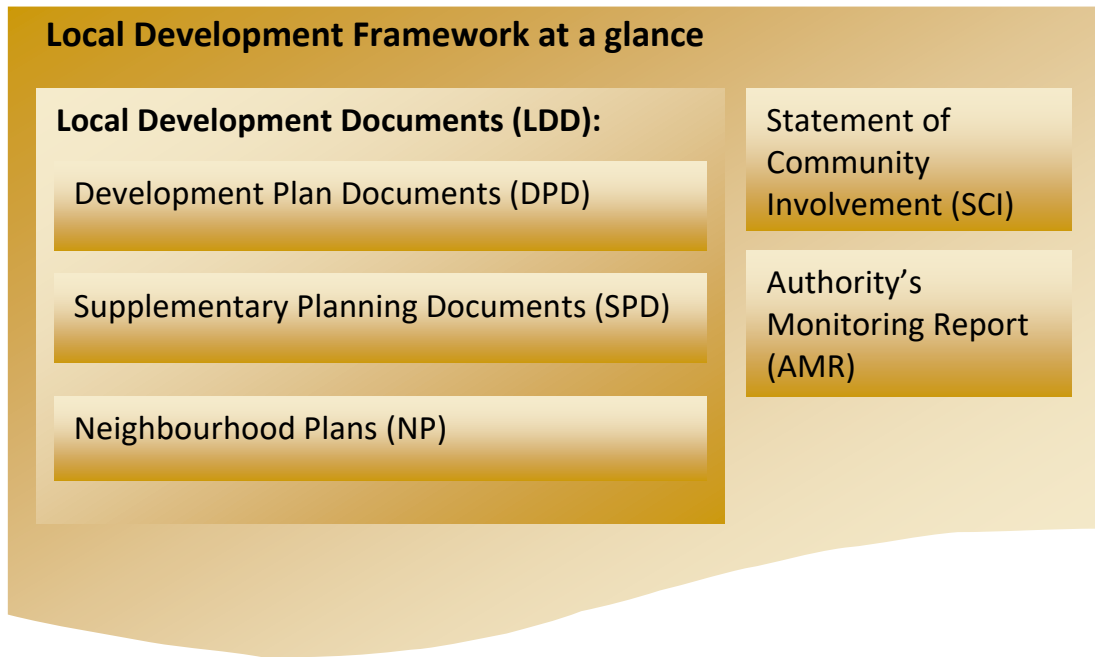 Local Development Framework at a glance
Local Development Documents (LDD):
Development Plan Documents (DPD)
Supplementary Planning Documents (SPD)
Neighbourhood Plans (NP)
Statement of
Community
Involvement (SCI)
Authority’s
Monitoring Report
(AMR)